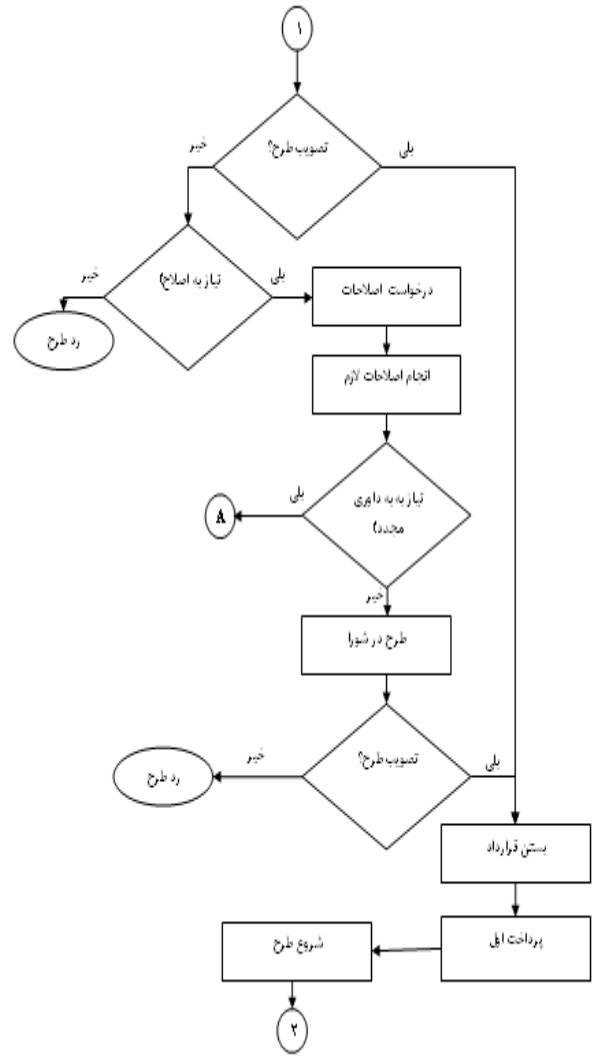 ۱
تصویب طرح؟
خیر
بلی
نیاز به اصلاح؟
خیر
بلی
رد طرح
درخواست اصلاحات
انجام اصلاحات لازم
نیاز به به داوری
مجدد؟
بلی
A
خیر
طرح در شورا
تصویب طرح؟
خیر
بلی
رد طرح
بستن قرارداد
پرداخت اول
شروع طرح
۲